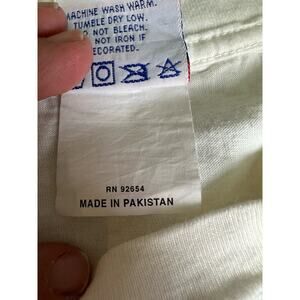 MACHINE WASH WARM.
TUMBLE DRY LOW.
DO NOT BLEACH.
NOT IRON IF
DECORATED.
RN 92654
MADE IN PAKISTAN